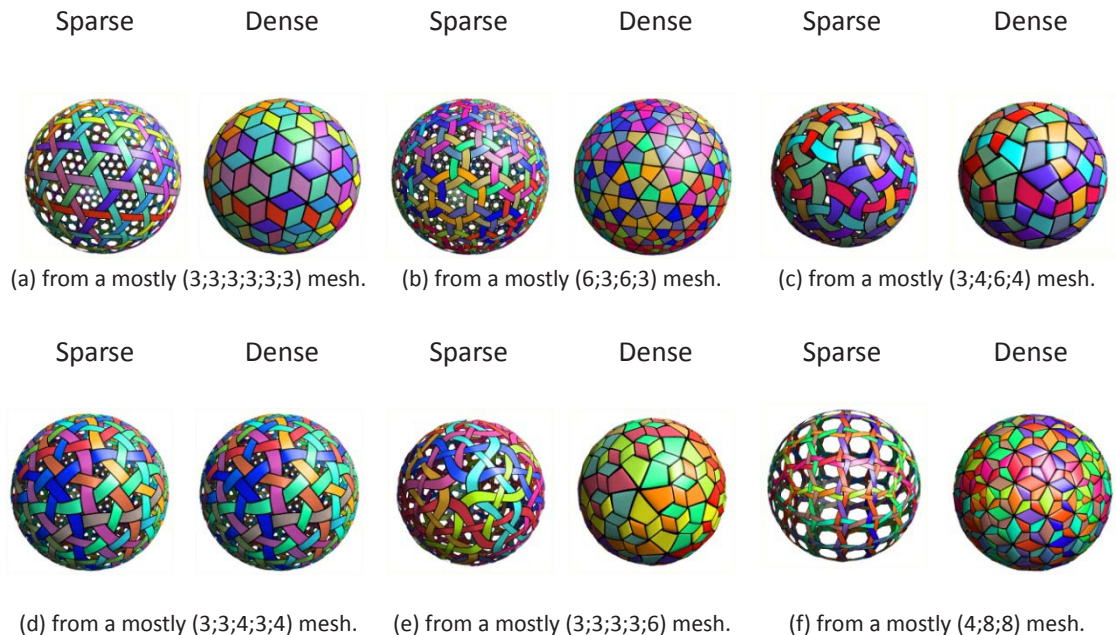 Sparse Dense Sparse Dense Sparse Dense
(a) from a mostly (3;3;3;3;3;3) mesh. (b) from a mostly (6;3;6;3) mesh. (c) from a mostly (3;4;6;4) mesh.
Sparse Dense Sparse Dense Sparse Dense
(d) from a mostly (3;3;4;3;4) mesh. (e) from a mostly (3;3;3;3;6) mesh. (f) from a mostly (4;8;8) mesh.